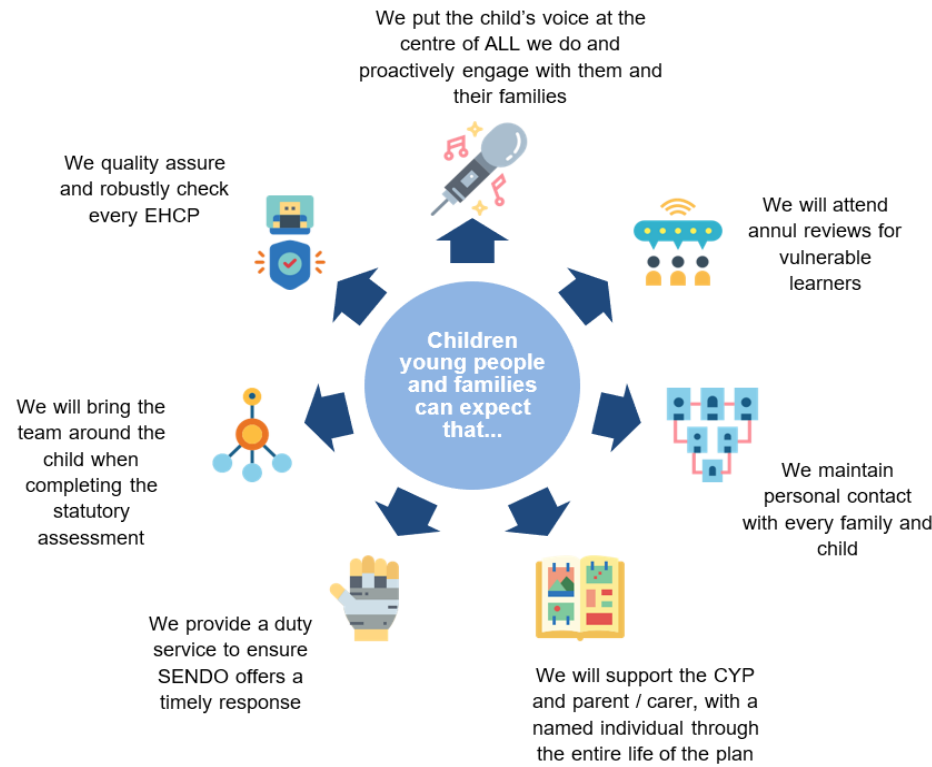 We put the child's voice at the
centre of ALL we do and
proactively engage with them and
their families
We quality assure
and robustly check
every EHCP
We will attend
annul reviews for
vulnerable
learners
Children
young people
and families
can expect
that...
We will bring the
team around the
child when
completing the
statutory
assessment
We maintain
personal contact
with every family and
child
We provide a duty
service to ensure
SENDO offers a
timely response
We will support the CYP
and parent / carer, with a
named individual through
the entire life of the plan